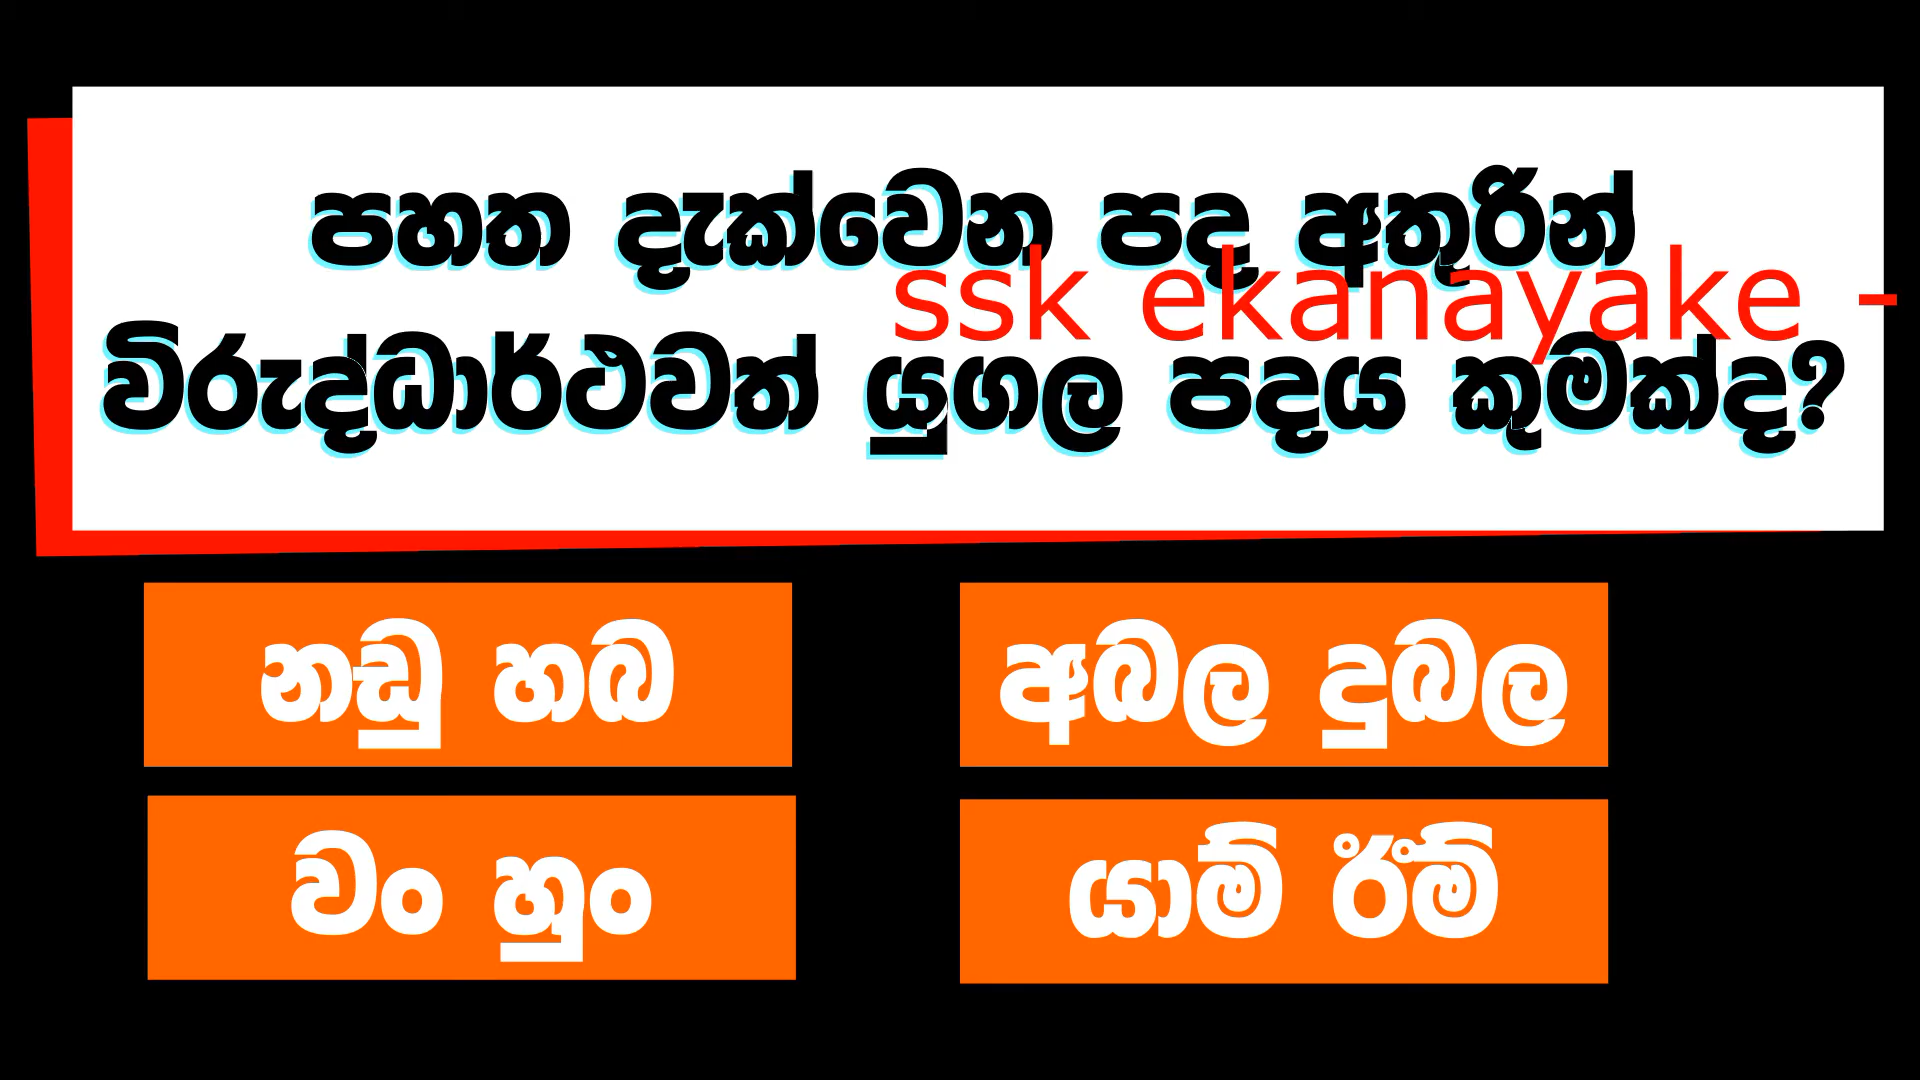 පහත දැක්වෙන පද අතුරින්
ssk ekanayake -
විරුද්ධාර්ථවත් යුගල පදය කුමක්ද?
නඩු හබ
අබල දුබල
වං හුං
යාම් ඊම්